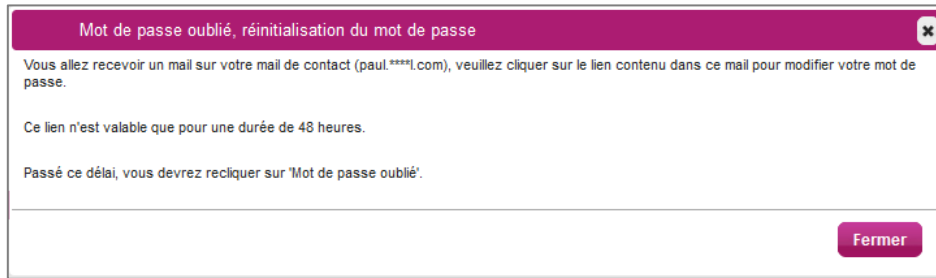 Mot de passe oublié, réinitialisation du mot de passe
Vous allez recevoir un mail sur votre mail de contact (paul.****l.com), veuillez cliquer sur le lien contenu dans ce mail pour modifier votre mot de
passe.
Ce lien n'est valable que pour une durée de 48 heures.
Passé ce délai, vous devrez recliquer sur 'Mot de passe oublié'.
Fermer